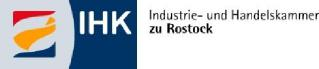 IHK
Industrie- und Handelskammer
zu Rostock